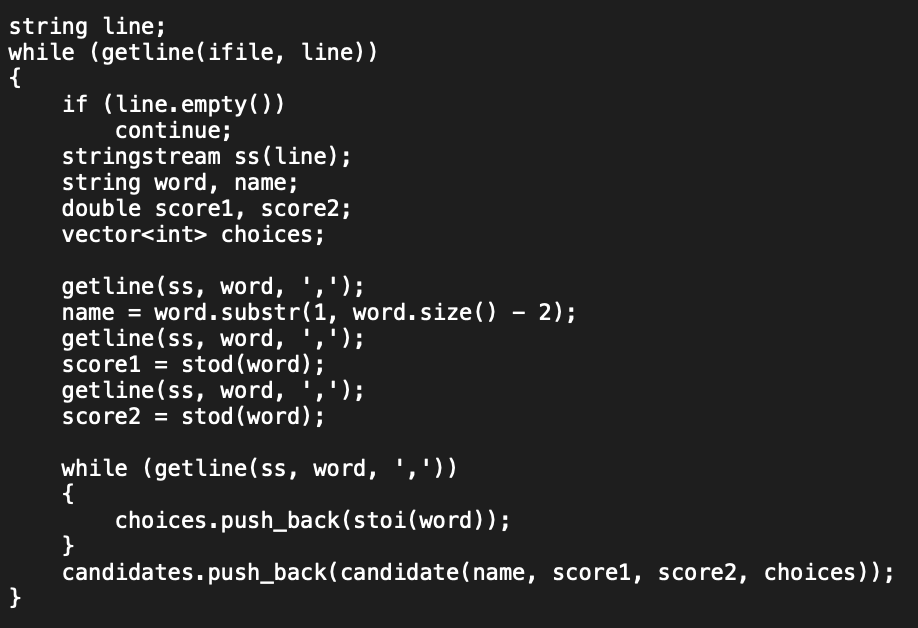 string line;
while (getline(ifile, line))
{
    if (line.empty())
        continue;
    stringstream ss(line);
    string word, name;
    double score1, score2;
    vector<int> choices;

    getline(ss, word, ',');
    name = word.substr(1, word.size() - 2);
    getline(ss, word, ',');
    score1 = stod(word);
    getline(ss, word, ',');
    score2 = stod(word);

    while (getline(ss, word, ','))
    {
        choices.push_back(stoi(word));
    }
    candidates.push_back(candidate(name, score1, score2, choices));
}